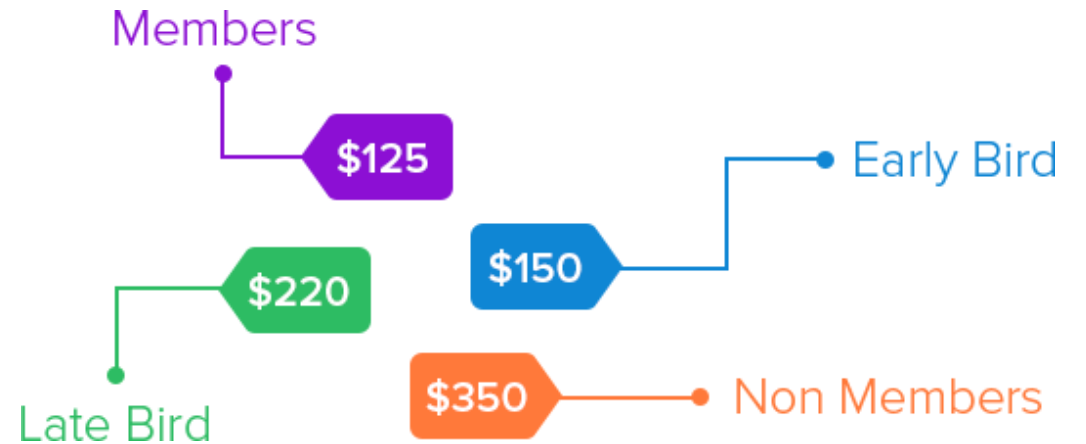 Members
$125
Early Bird
$150
$220
Late Bird
$350
Non Members